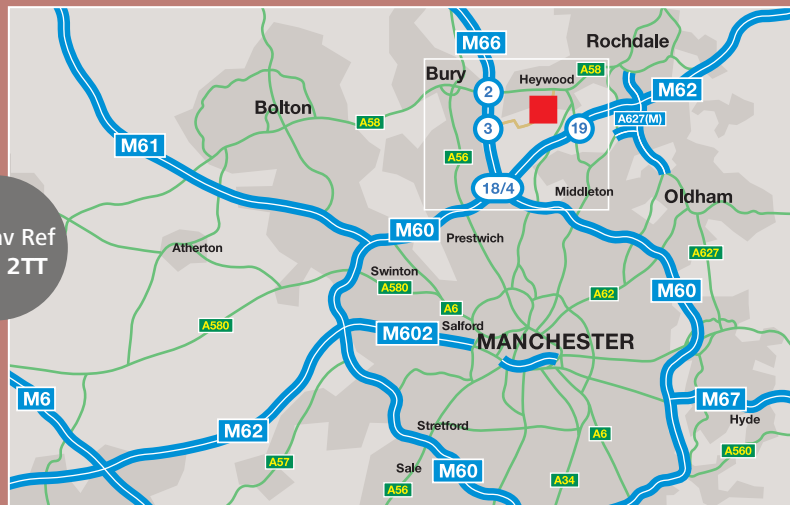 M66
Rochdale
Bury
Heywood
A58
M62
2
Bolton
A58
3
19
A627(M)
M61
A56
18/4
Middleton
Oldham
M60
Prestwich
Atherton
A627
Ref
2TT
Swinton
A580
A62
M60
A6
A580
Salford
M602
MANCHESTER
M6
M67
Hyde
M62
Stretford
A6
A560
A57
Sale
M60
A56
A34